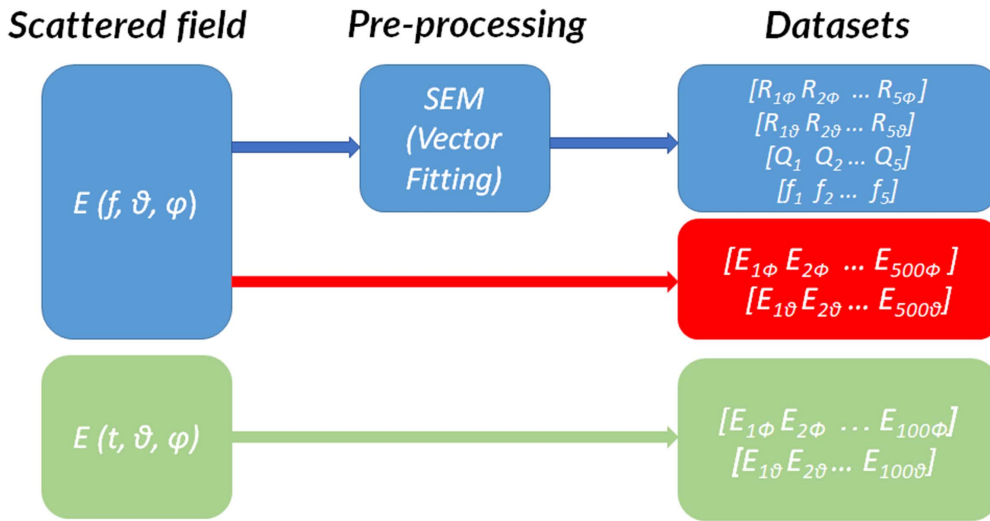 Scattered field
Pre-processing
Datasets
E (f, ϑ, φ)
SEM
(Vector
Fitting)
[R1Φ R2Φ ... R5Φ]
[R1ϑ R2ϑ... R5ϑ]
[Q1 Q2 ... Q5]
[f1 f2 ... f5]
[E1Φ E2Φ ... E500Φ ]
[E1ϑ E2ϑ... E500ϑ]
E (t, ϑ, φ)
[E1Φ E2Φ ... E100Φ]
[E1ϑ E2ϑ... E100ϑ]